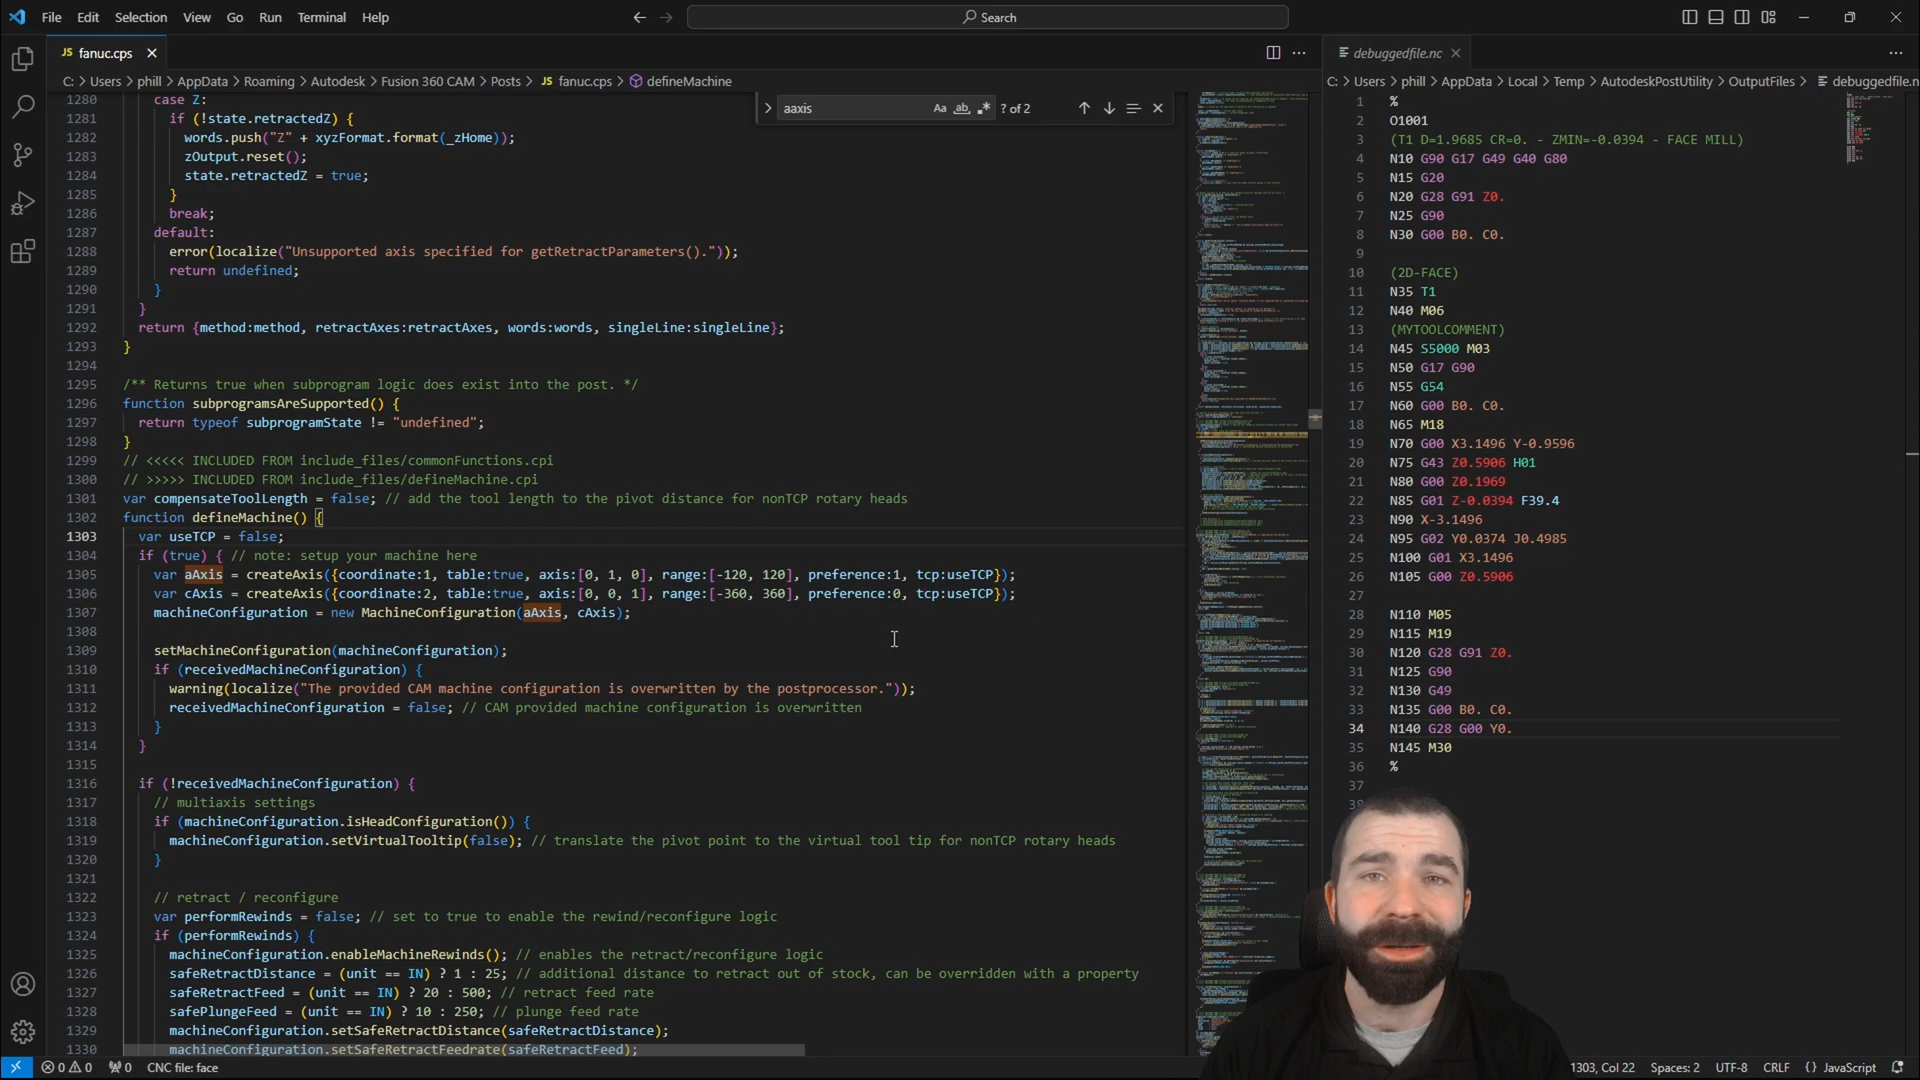 File Edit Selection View Go Run Terminal Help
Search
JS fanuc.cps
debuggedfile.nc
C: > Users > phill > AppData > Roaming > Autodesk > Fusion 360 CAM > Posts > JS fanuc.cps > defineMachine
C: > Users > phill > AppData > Local > Temp > AutodeskPostUtility > OutputFiles > debuggedfile.n
aaxis Aa ab ? of 2
1280 case Z:
1281 if (!state.retractedZ) {
1282 words.push("Z" + xyzFormat.format(_zHome));
1283 zOutput.reset();
1284 state.retractedZ = true;
1285 }
1286 break;
1287 default:
1288 error(localize("Unsupported axis specified for getRetractParameters()."));
1289 return undefined;
1290 }
1291 }
1292 return {method:method, retractAxes:retractAxes, words:words, singleLine:singleLine};
1293 }
1294
1295 /** Returns true when subprogram logic does exist into the post. */
1296 function subprogramsAreSupported() {
1297 return typeof subprogramState != "undefined";
1298 }
1299 // <<<<< INCLUDED FROM include_files/commonFunctions.cpi
1300 // >>>>> INCLUDED FROM include_files/defineMachine.cpi
1301 var compensateToolLength = false; // add the tool length to the pivot distance for nonTCP rotary heads
1302 function defineMachine() {
1303 var useTCP = false;
1304 if (true) { // note: setup your machine here
1305 var aAxis = createAxis({coordinate:1, table:true, axis:[0, 1, 0], range:[-120, 120], preference:1, tcp:useTCP});
1306 var cAxis = createAxis({coordinate:2, table:true, axis:[0, 0, 1], range:[-360, 360], preference:0, tcp:useTCP});
1307 machineConfiguration = new MachineConfiguration(aAxis, cAxis);
1308
1309 setMachineConfiguration(machineConfiguration);
1310 if (receivedMachineConfiguration) {
1311 warning(localize("The provided CAM machine configuration is overwritten by the postprocessor."));
1312 receivedMachineConfiguration = false; // CAM provided machine configuration is overwritten
1313 }
1314 }
1315
1316 if (!receivedMachineConfiguration) {
1317 // multiaxis settings
1318 if (machineConfiguration.isHeadConfiguration()) {
1319 machineConfiguration.setVirtualTooltip(false); // translate the pivot point to the virtual tool tip for nonTCP rotary heads
1320 }
1321
1322 // retract / reconfigure
1323 var performRewinds = false; // set to true to enable the rewind/reconfigure logic
1324 if (performRewinds) {
1325 machineConfiguration.enableMachineRewinds(); // enables the retract/reconfigure logic
1326 safeRetractDistance = (unit == IN) ? 1 : 25; // additional distance to retract out of stock, can be overridden with a property
1327 safeRetractFeed = (unit == IN) ? 20 : 500; // retract feed rate
1328 safePlungeFeed = (unit == IN) ? 10 : 250; // plunge feed rate
1329 machineConfiguration.setSafeRetractDistance(safeRetractDistance);
1330 machineConfiguration.setSafeRetractFeedrate(safeRetractFeed);
1 %
2 O1001
3 (T1 D=1.9685 CR=0. - ZMIN=-0.0394 - FACE MILL)
4 N10 G90 G17 G49 G40 G80
5 N15 G20
6 N20 G28 G91 Z0.
7 N25 G90
8 N30 G00 B0. C0.
9
10 (2D-FACE)
11 N35 T1
12 N40 M06
13 (MYTOOLCOMMENT)
14 N45 S5000 M03
15 N50 G17 G90
16 N55 G54
17 N60 G00 B0. C0.
18 N65 M18
19 N70 G00 X3.1496 Y-0.9596
20 N75 G43 Z0.5906 H01
21 N80 G00 Z0.1969
22 N85 G01 Z-0.0394 F39.4
23 N90 X-3.1496
24 N95 G02 Y0.0374 J0.4985
25 N100 G01 X3.1496
26 N105 G00 Z0.5906
27
28 N110 M05
29 N115 M19
30 N120 G28 G91 Z0.
31 N125 G90
32 N130 G49
33 N135 G00 B0. C0.
34 N140 G28 G00 Y0.
35 N145 M30
36 %
37
0 0 0 CNC file: face
1303, Col 22 Spaces: 2 UTF-8 CRLF {} JavaScript